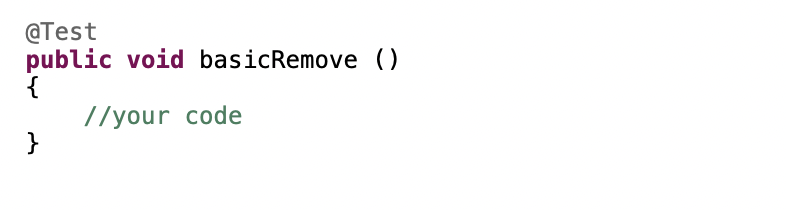 @Test
public void basicRemove ()
{
    //your code
}